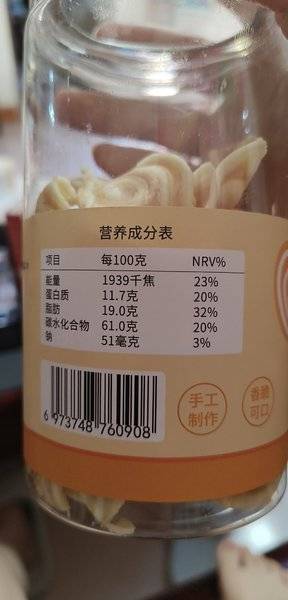 营养成分表
项目 每100克 NRV%
能量 1939千焦 23%
蛋白质 11.7克 20%
脂肪 19.0克 32%
碳水化合物 61.0克 20%
钠 51毫克 3%
手工 香脆
制作 可口
6 973748 760908